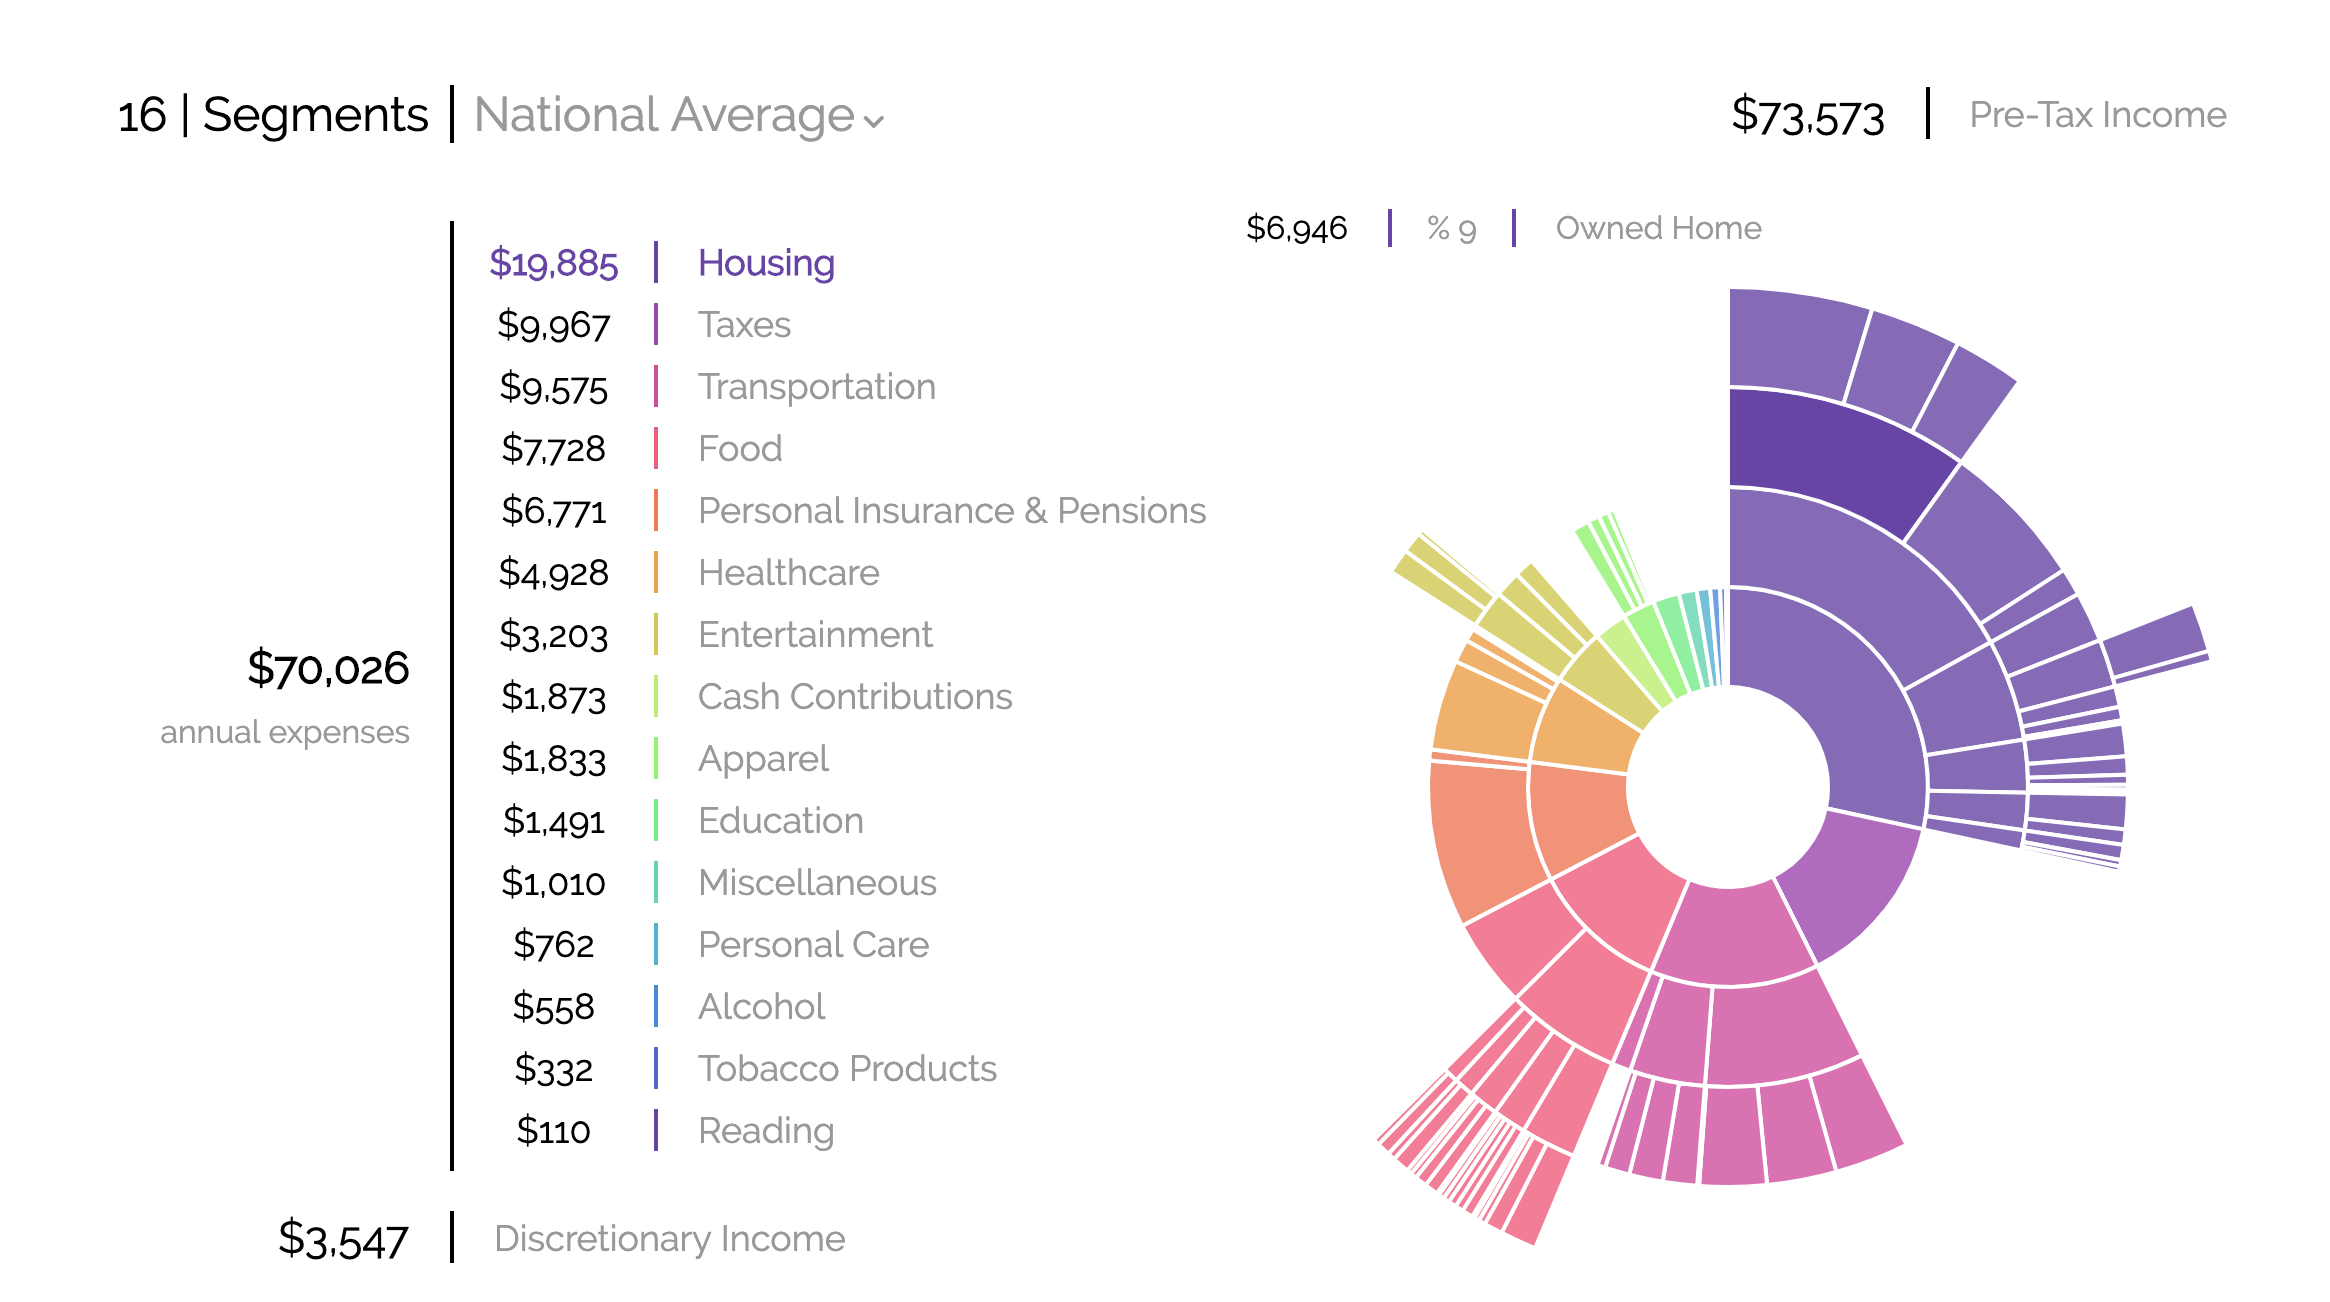 16 | Segments | National Average
$73,573 | Pre-Tax Income
$6,946 | % 9 | Owned Home
$19,885 | Housing
$9,967 | Taxes
$9,575 | Transportation
$7,728 | Food
$6,771 | Personal Insurance & Pensions
$4,928 | Healthcare
$3,203 | Entertainment
$1,873 | Cash Contributions
$1,833 | Apparel
$1,491 | Education
$1,010 | Miscellaneous
$762 | Personal Care
$558 | Alcohol
$332 | Tobacco Products
$110 | Reading
$70,026
annual expenses
$3,547 | Discretionary Income